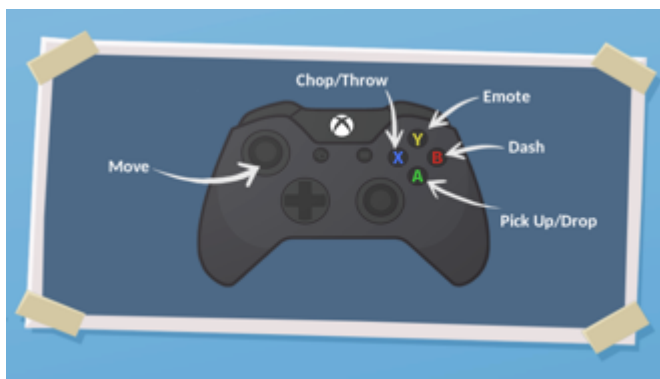 Chop/Throw
Emote
Y
X
B
Dash
A
Move
Pick Up/Drop